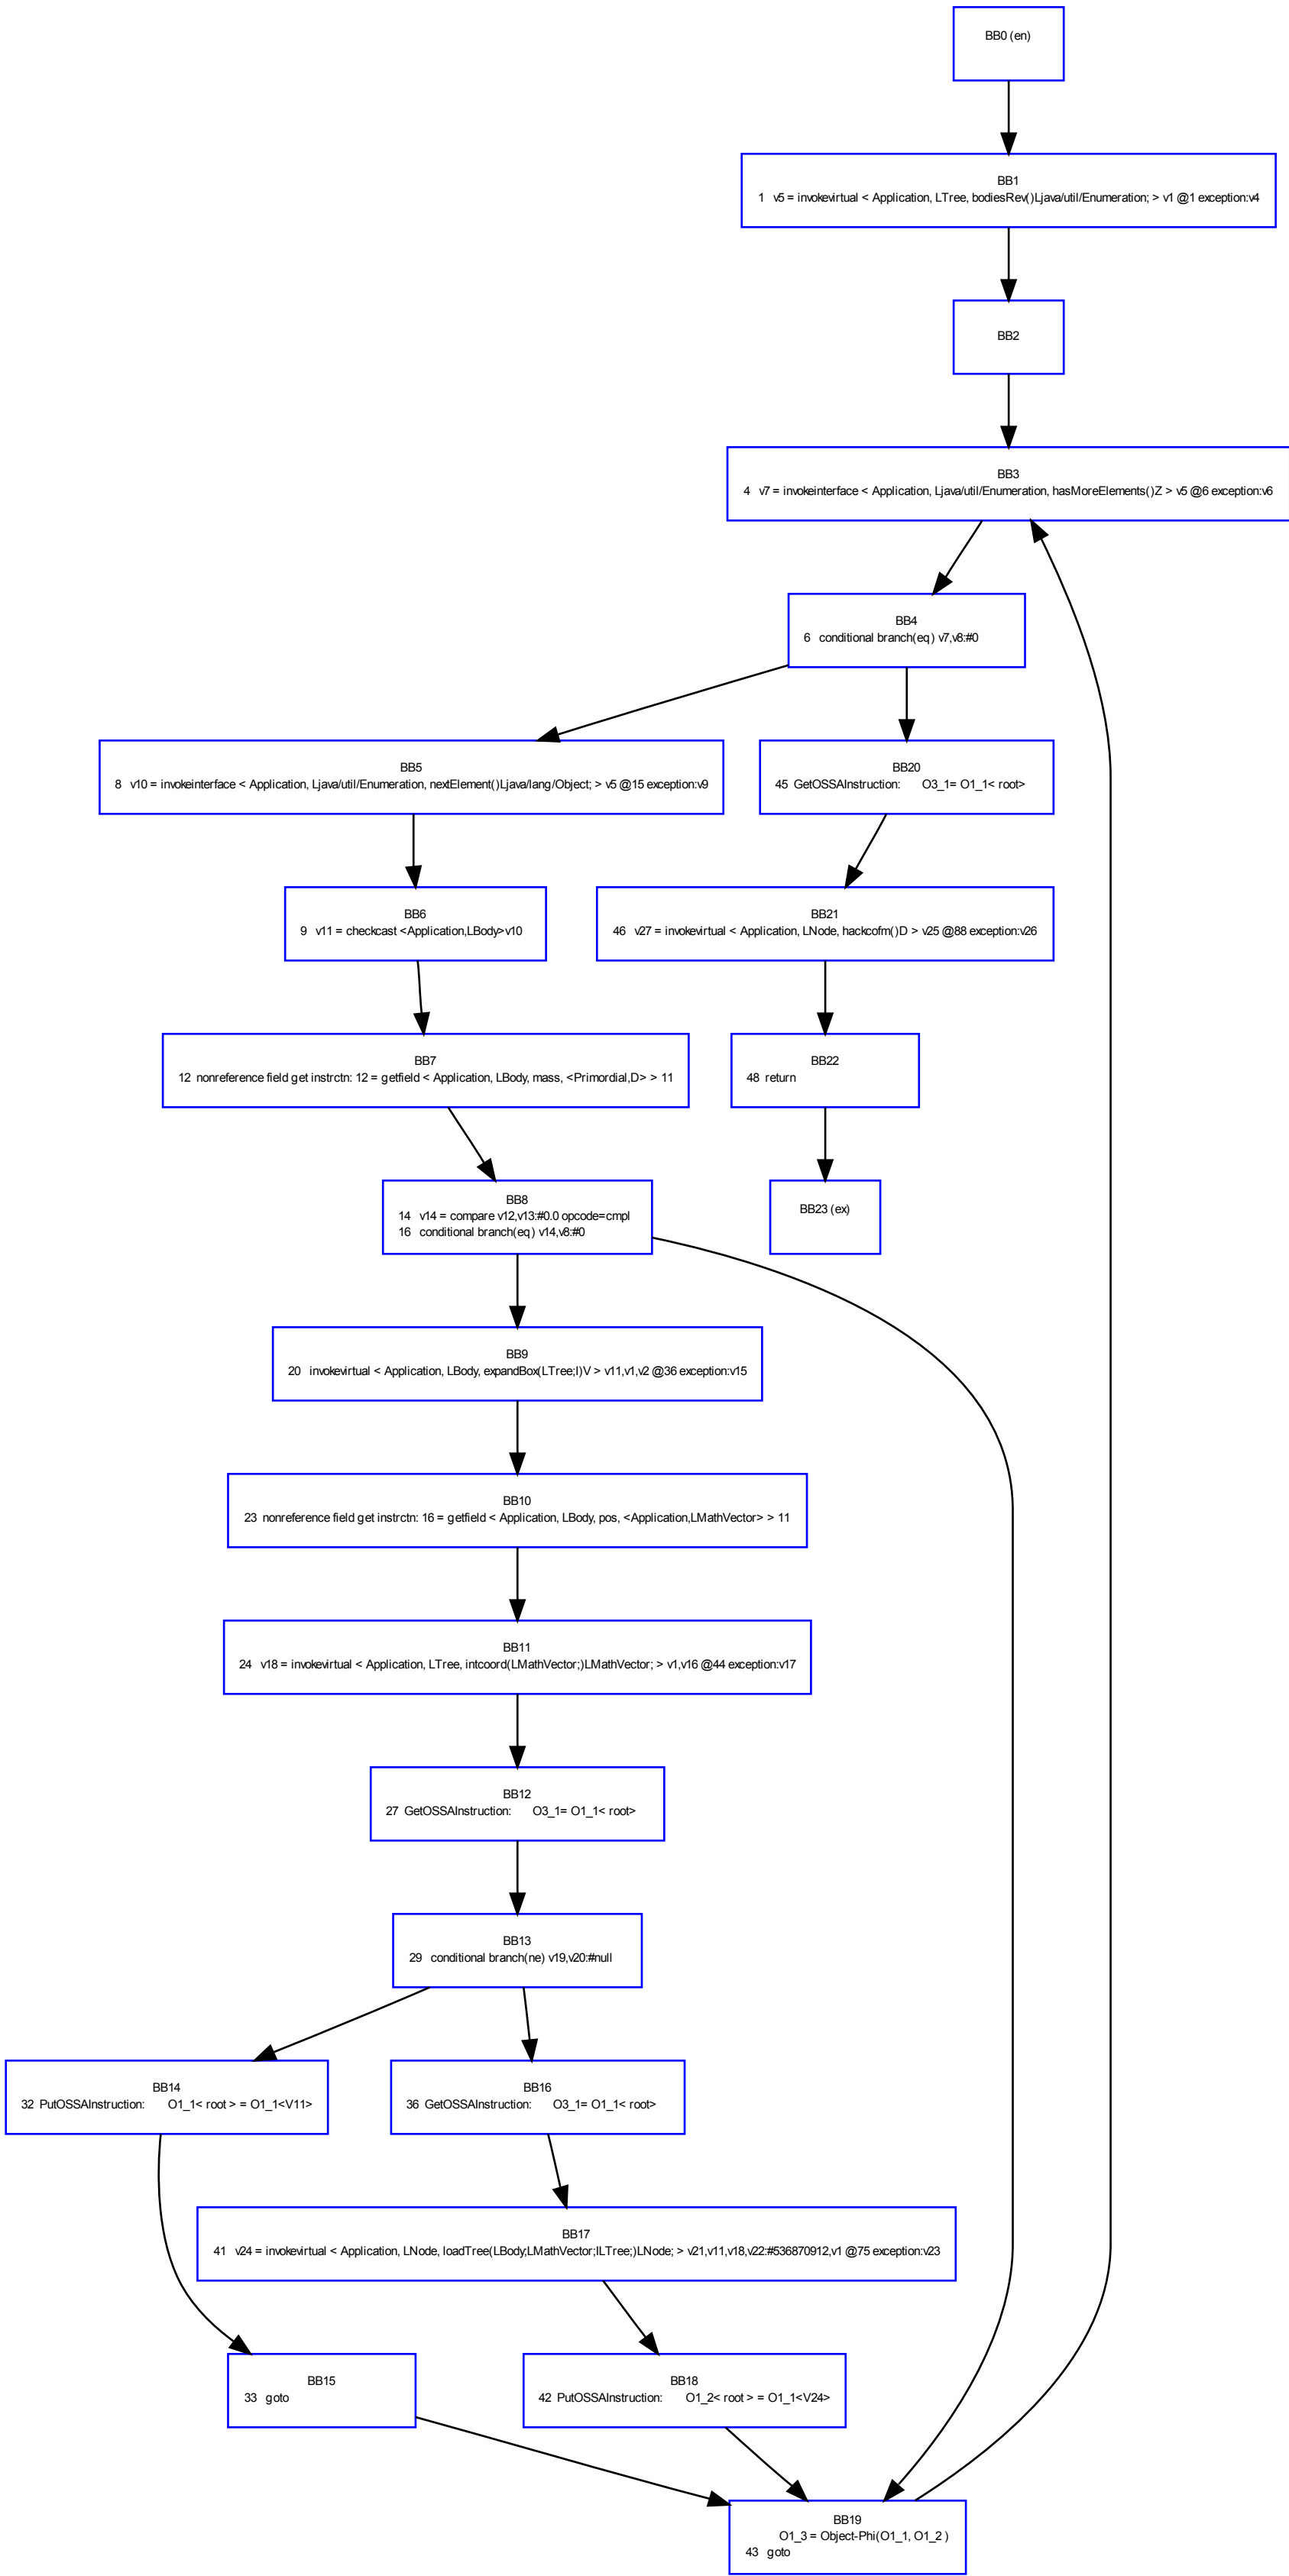 BB0 (en)
BB1
1 v5 = invokevirtual < Application, LTree, bodiesRev()Ljava/util/Enumeration; > v1 @1 exception:v4
BB2
BB3
4 v7 = invokeinterface < Application, Ljava/util/Enumeration, hasMoreElements()Z > v5 @6 exception:v6
BB4
6 conditional branch(eq) v7,v8:#0
BB5
8 v10 = invokeinterface < Application, Ljava/util/Enumeration, nextElement()Ljava/lang/Object; > v5 @15 exception:v9
BB20
45 GetOSSAInstruction: O3_1= O1_1< root>
BB6
9 v11 = checkcast <Application,LBody>v10
BB21
46 v27 = invokevirtual < Application, LNode, hackcofm()D > v25 @88 exception:v26
BB7
12 nonreference field get instrctn: 12 = getfield < Application, LBody, mass, <Primordial,D> > 11
BB22
48 return
BB8
14 v14 = compare v12,v13:#0.0 opcode=cmpl
16 conditional branch(eq) v14,v8:#0
BB23 (ex)
BB9
20 invokevirtual < Application, LBody, expandBox(LTree;I)V > v11,v1,v2 @36 exception:v15
BB10
23 nonreference field get instrctn: 16 = getfield < Application, LBody, pos, <Application,LMathVector> > 11
BB11
24 v18 = invokevirtual < Application, LTree, intcoord(LMathVector;)LMathVector; > v1,v16 @44 exception:v17
BB12
27 GetOSSAInstruction: O3_1= O1_1< root>
BB13
29 conditional branch(ne) v19,v20:#null
BB14
32 PutOSSAInstruction: O1_1< root > = O1_1<V11>
BB16
36 GetOSSAInstruction: O3_1= O1_1< root>
BB17
41 v24 = invokevirtual < Application, LNode, loadTree(LBody;LMathVector;ILTree;)LNode; > v21,v11,v18,v22:#536870912,v1 @75 exception:v23
BB15
33 goto
BB18
42 PutOSSAInstruction: O1_2< root > = O1_1<V24>
BB19
O1_3 = Object-Phi(O1_1, O1_2 )
43 goto